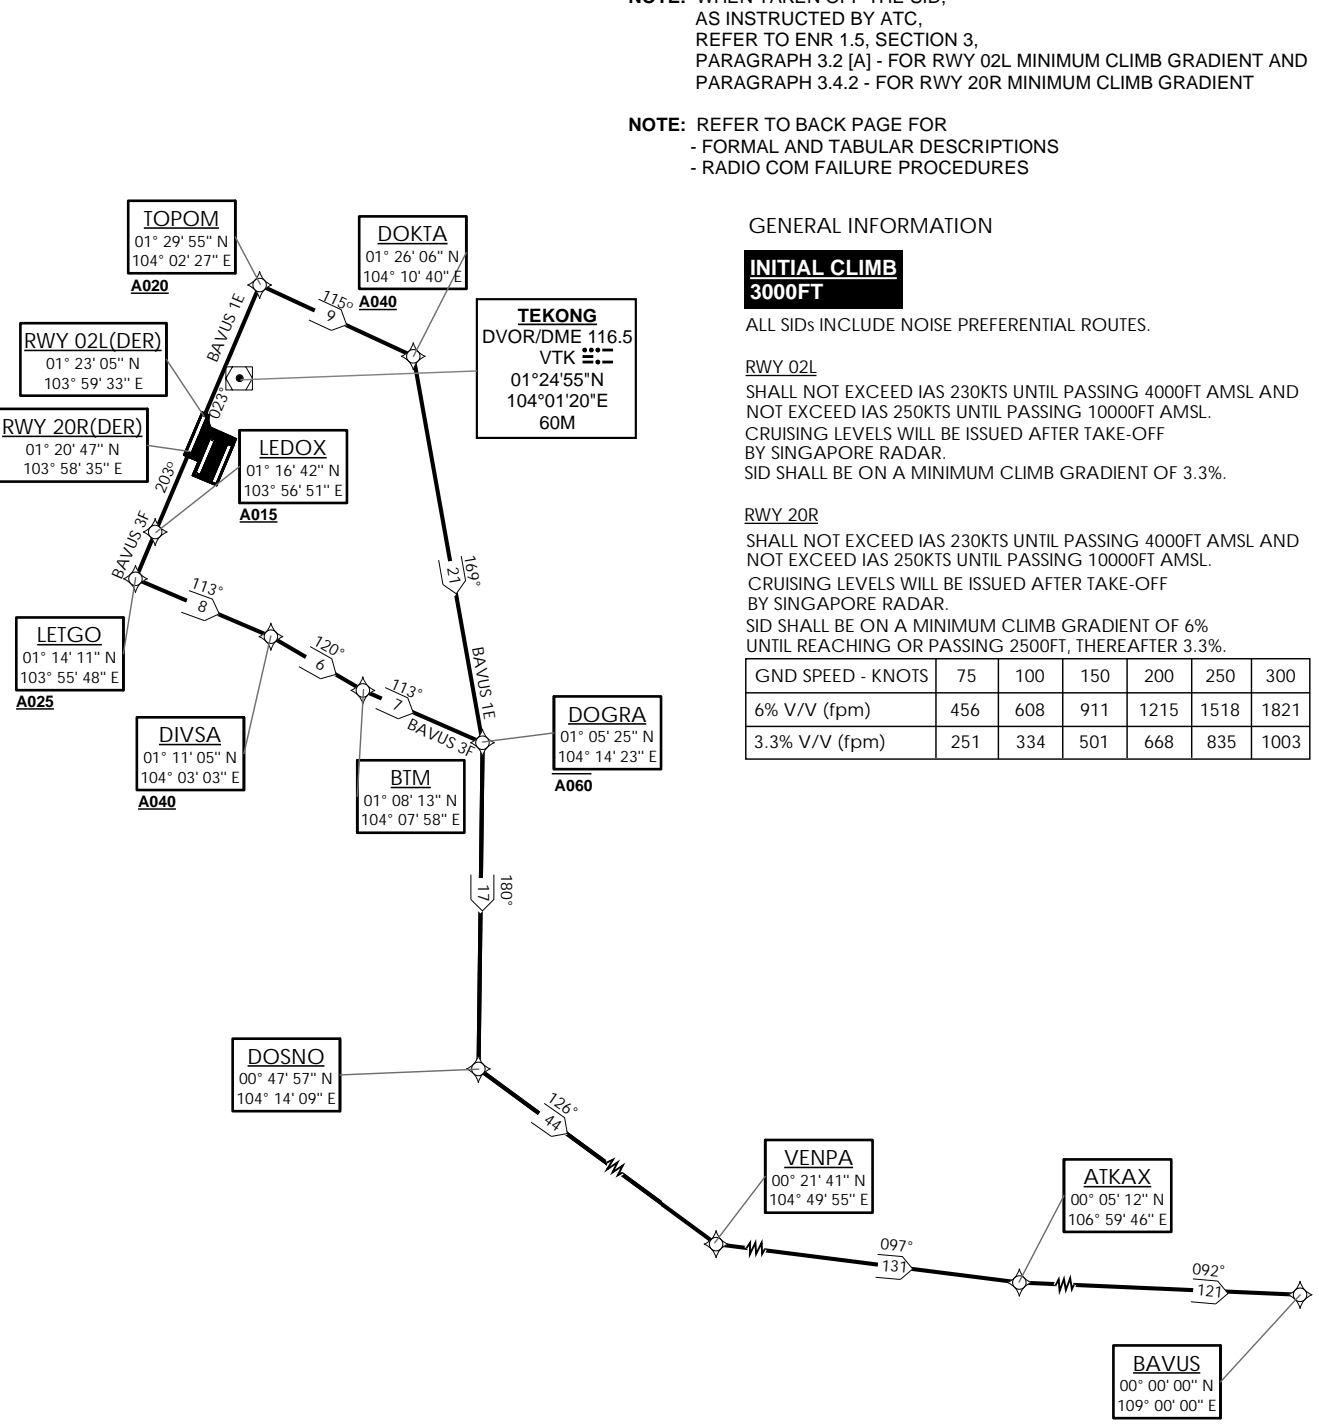 NOTE: WHEN TAKEN OFF THE SID,
AS INSTRUCTED BY ATC,
REFER TO ENR 1.5, SECTION 3,
PARAGRAPH 3.2 [A] - FOR RWY 02L MINIMUM CLIMB GRADIENT AND
PARAGRAPH 3.4.2 - FOR RWY 20R MINIMUM CLIMB GRADIENT
NOTE: REFER TO BACK PAGE FOR
- FORMAL AND TABULAR DESCRIPTIONS
- RADIO COM FAILURE PROCEDURES
GENERAL INFORMATION
INITIAL CLIMB
3000FT
ALL SIDs INCLUDE NOISE PREFERENTIAL ROUTES.
RWY 02L
SHALL NOT EXCEED IAS 230KTS UNTIL PASSING 4000FT AMSL AND
NOT EXCEED IAS 250KTS UNTIL PASSING 10000FT AMSL.
CRUISING LEVELS WILL BE ISSUED AFTER TAKE-OFF
BY SINGAPORE RADAR.
SID SHALL BE ON A MINIMUM CLIMB GRADIENT OF 3.3%.
RWY 20R
SHALL NOT EXCEED IAS 230KTS UNTIL PASSING 4000FT AMSL AND
NOT EXCEED IAS 250KTS UNTIL PASSING 10000FT AMSL.
CRUISING LEVELS WILL BE ISSUED AFTER TAKE-OFF
BY SINGAPORE RADAR.
SID SHALL BE ON A MINIMUM CLIMB GRADIENT OF 6%
UNTIL REACHING OR PASSING 2500FT, THEREAFTER 3.3%.
GND SPEED - KNOTS 75 100 150 200 250 300
6% V/V (fpm) 456 608 911 1215 1518 1821
3.3% V/V (fpm) 251 334 501 668 835 1003
TOPOM
01° 29' 55" N
104° 02' 27" E
A020
DOKTA
01° 26' 06" N
104° 10' 40" E
A040
TEKONG
DVOR/DME 116.5
VTK
01°24'55"N
104°01'20"E
60M
RWY 02L(DER)
01° 23' 05" N
103° 59' 33" E
RWY 20R(DER)
01° 20' 47" N
103° 58' 35" E
LEDOX
01° 16' 42" N
103° 56' 51" E
A015
LETGO
01° 14' 11" N
103° 55' 48" E
A025
DIVSA
01° 11' 05" N
104° 03' 03" E
A040
BTM
01° 08' 13" N
104° 07' 58" E
DOGRA
01° 05' 25" N
104° 14' 23" E
A060
DOSNO
00° 47' 57" N
104° 14' 09" E
VENPA
00° 21' 41" N
104° 49' 55" E
ATKAX
00° 05' 12" N
106° 59' 46" E
BAVUS
00° 00' 00" N
109° 00' 00" E
BAVUS 1E
023°
115°
9
169°
21
BAVUS 1E
203°
BAVUS 3F
113°
8
120°
6
113°
7
BAVUS 3F
180°
17
126°
44
097°
131
092°
121